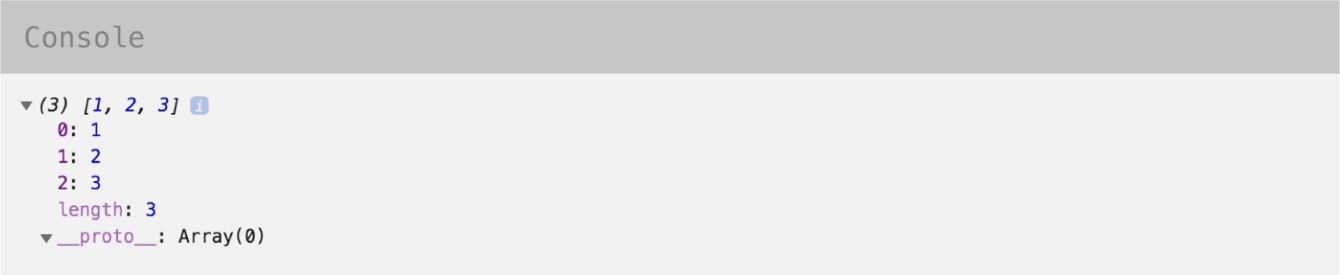 Console
(3) [1, 2, 3] i
0: 1
1: 2
2: 3
length: 3
__proto__: Array(0)